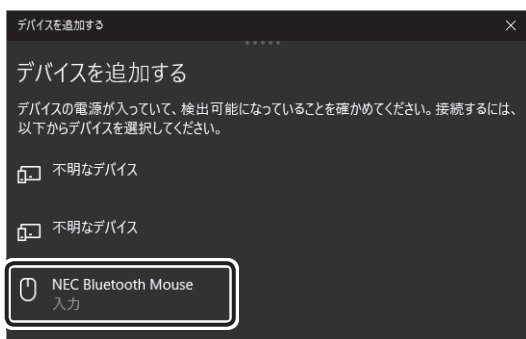 デバイスを追加する
デバイスを追加する
デバイスの電源が入っていて、検出可能になっていることを確かめてください。接続するには、
以下からデバイスを選択してください。
不明なデバイス
不明なデバイス
NEC Bluetooth Mouse
入力